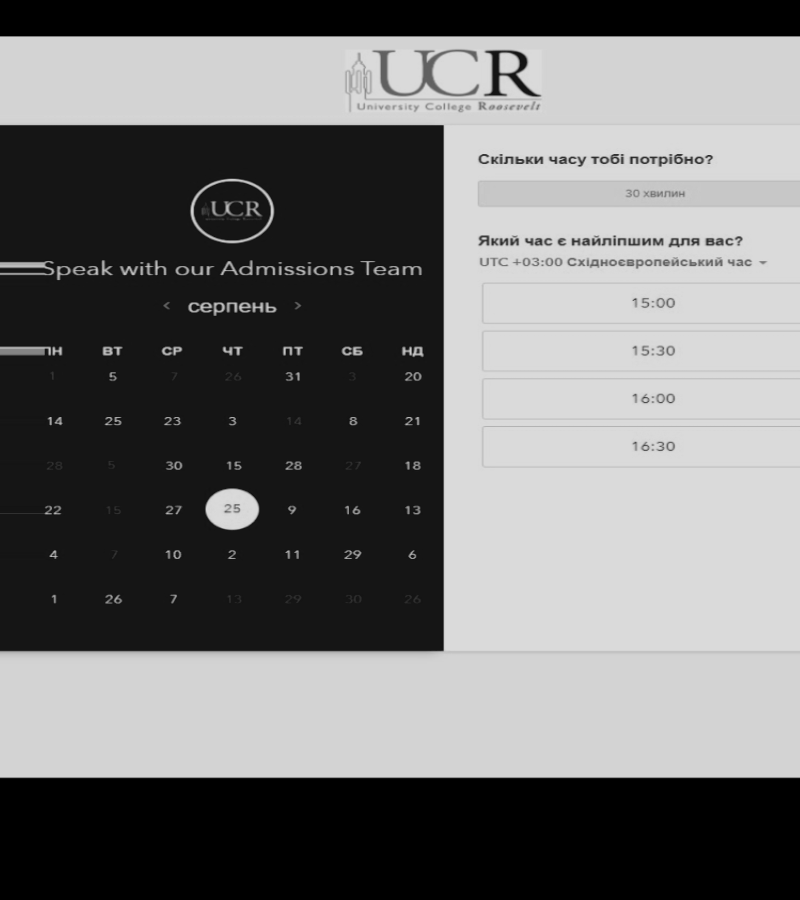 UCR
University College Roosevelt
UCR
Speak with our Admissions Team
< серпень >
ПН ВТ СР ЧТ ПТ СБ НД
1 5 7 26 31 3 20
14 25 23 3 14 8 21
28 5 30 15 28 27 18
22 15 27 25 9 16 13
4 7 10 2 11 29 6
1 26 7 13 29 30 26
Скільки часу тобі потрібно?
30 хвилин
Який час є найліпшим для вас?
UTC +03:00 Східноєвропейський час
15:00
15:30
16:00
16:30